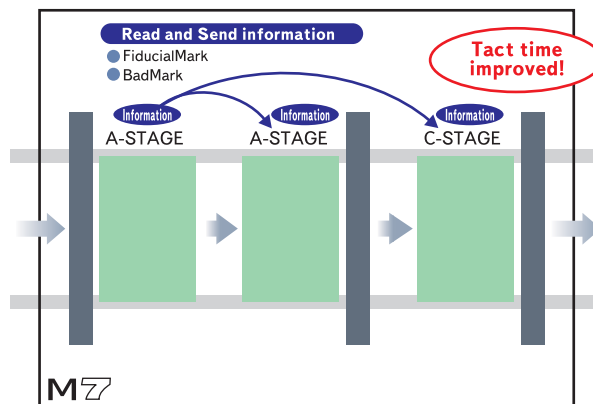 Read and Send information
FiducialMark
BadMark
Tact time
improved!
Information
Information
Information
A-STAGE
A-STAGE
C-STAGE
M7